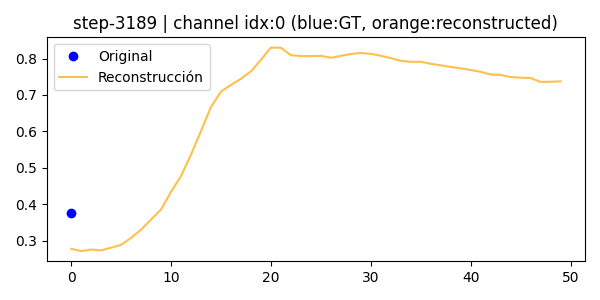 step-3189 | channel idx:0 (blue:GT, orange:reconstructed)
Original
Reconstrucción
0.8
0.7
0.6
0.5
0.4
0.3
0 10 20 30 40 50